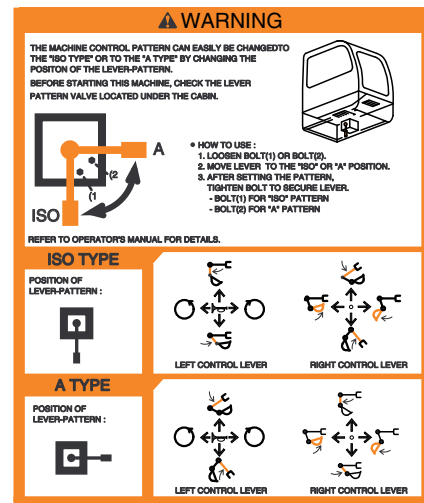 WARNING
THE MACHINE CONTROL PATTERN CAN EASILY BE CHANGEDTO
THE "ISO TYPE" OR TO THE "A TYPE" BY CHANGING THE
POSITON OF THE LEVER-PATTERN.
BEFORE STARTING THIS MACHINE, CHECK THE LEVER
PATTERN VALVE LOCATED UNDER THE CABIN.
A
(2
(1
ISO
• HOW TO USE :
1. LOOSEN BOLT(1) OR BOLT(2).
2. MOVE LEVER TO THE "ISO" OR "A" POSITION.
3. AFTER SETTING THE PATTERN,
TIGHTEN BOLT TO SECURE LEVER.
- BOLT(1) FOR "ISO" PATTERN
- BOLT(2) FOR "A" PATTERN
REFER TO OPERATOR'S MANUAL FOR DETAILS.
ISO TYPE
POSITION OF
LEVER-PATTERN :
LEFT CONTROL LEVER
RIGHT CONTROL LEVER
A TYPE
POSITION OF
LEVER-PATTERN :
LEFT CONTROL LEVER
RIGHT CONTROL LEVER